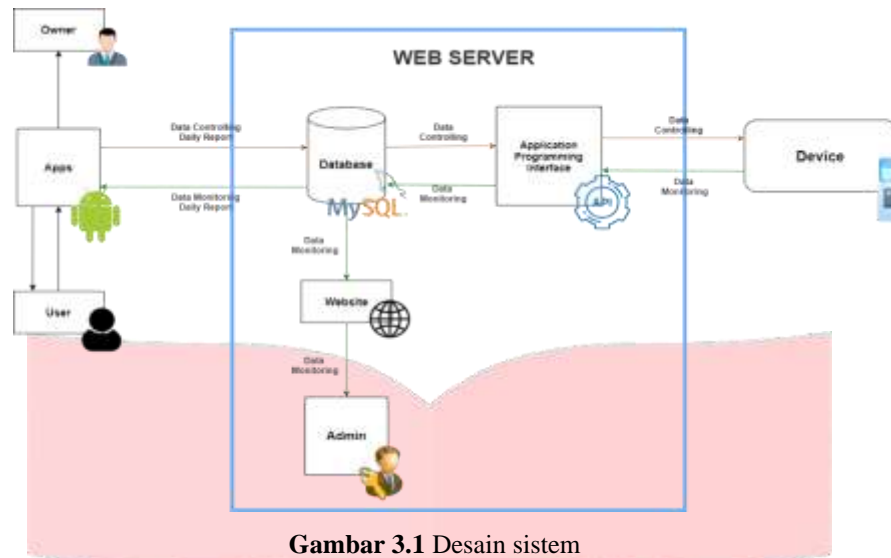 Owner
WEB SERVER
Data Controlling
Daily Report
Data
Controlling
Data
Controlling
Apps
Database
Application
Programming
Interface
Device
Data Monitoring
Daily Report
Data
Monitoring
Data
Monitoring
MySQL
API
Data
Monitoring
Website
User
Data
Monitoring
Admin
Gambar 3.1 Desain sistem